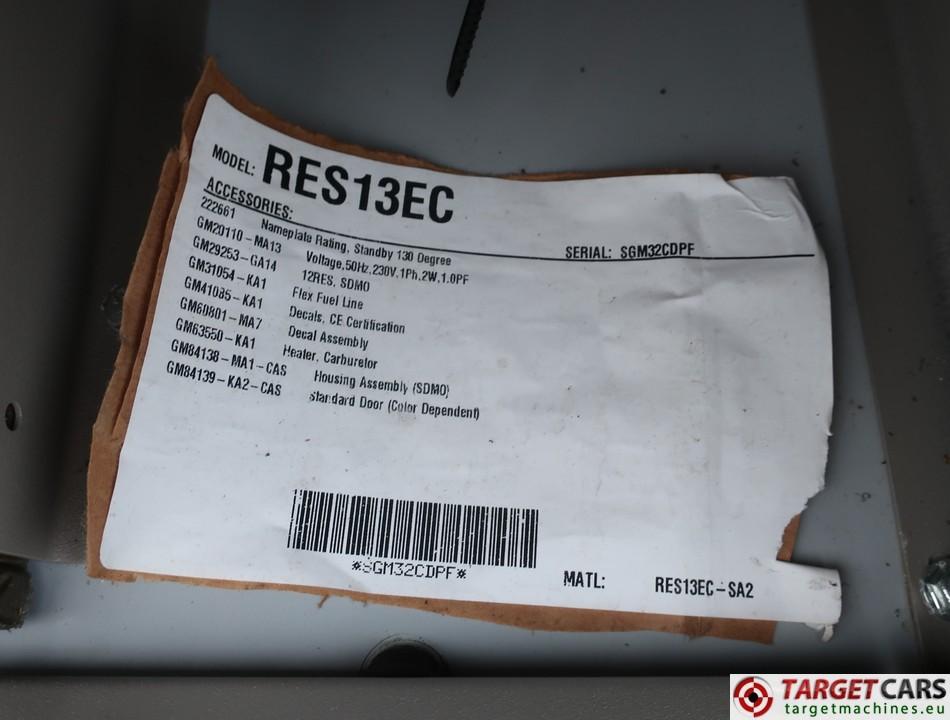 MODEL: RES13EC
ACCESSORIES:
SERIAL: SGM32CDPF
222661 Nameplate Rating, Standby 130 Degree
GM20110-MA13 Voltage,50Hz,230V,1Ph,2W,1.0PF
GM29253-GA14 12RES, SDMO
GM31054-KA1 Flex Fuel Line
GM41085-KA1 Decals, CE Certification
GM60801-MA7 Decal Assembly
GM63550-KA1 Heater, Carburetor
GM84138-MA1-CAS Housing Assembly (SDMO)
GM84139-KA2-CAS Standard Door (Color Dependent)
*SGM32CDPF*
MATL: RES13EC-SA2
TARGETCARS
targetmachines.eu